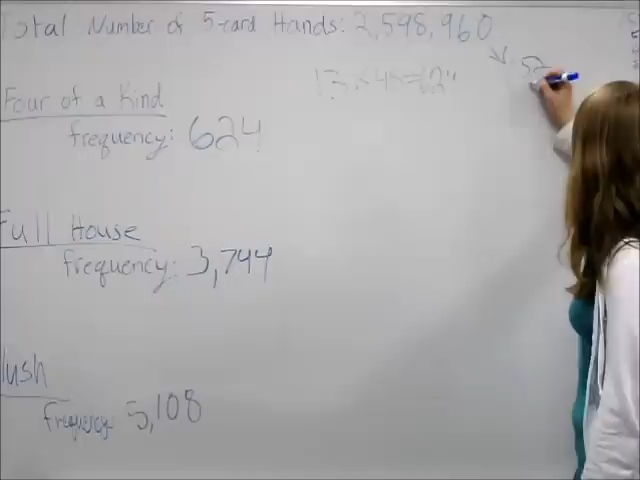 Total Number of 5-card Hands: 2,598,960
52
Four of a Kind
frequency: 624
Full House
frequency: 3,744
lush
frequency: 5,108